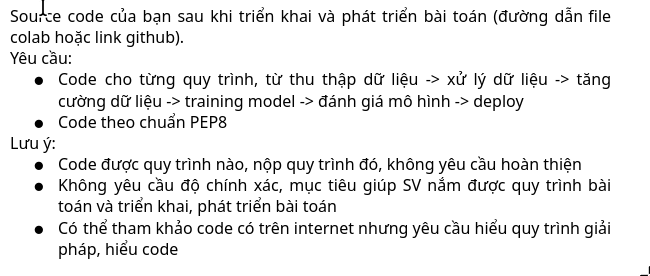 Source code của bạn sau khi triển khai và phát triển bài toán (đường dẫn file
colab hoặc link github).
Yêu cầu:
● Code cho từng quy trình, từ thu thập dữ liệu -> xử lý dữ liệu -> tăng
cường dữ liệu -> training model -> đánh giá mô hình -> deploy
● Code theo chuẩn PEP8
Lưu ý:
● Code được quy trình nào, nộp quy trình đó, không yêu cầu hoàn thiện
● Không yêu cầu độ chính xác, mục tiêu giúp SV nắm được quy trình bài
toán và triển khai, phát triển bài toán
● Có thể tham khảo code có trên internet nhưng yêu cầu hiểu quy trình giải
pháp, hiểu code